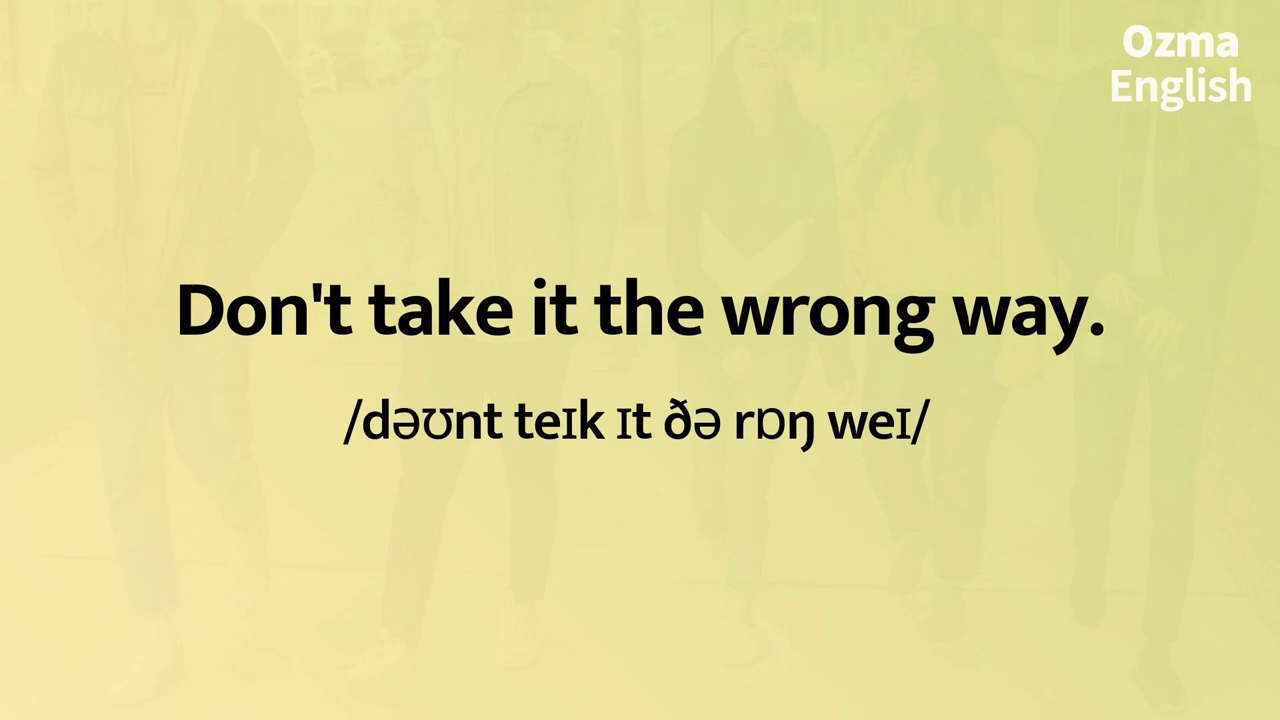 Ozma
English
Don't take it the wrong way.
/dəʊnt teɪk ɪt ðə rɒŋ weɪ/